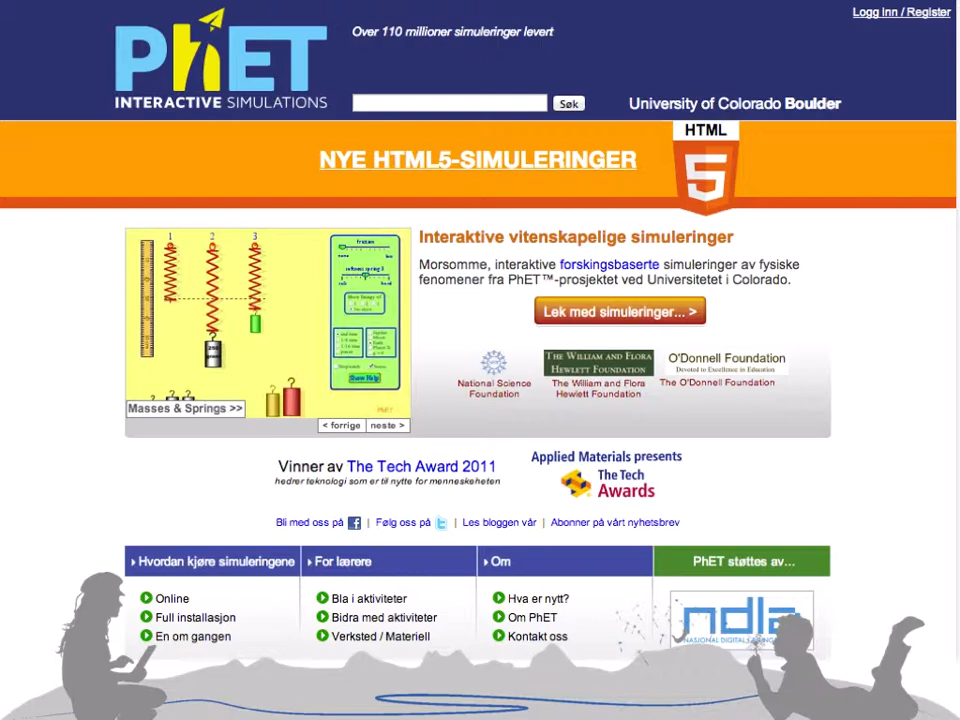 Logg inn / Register
PhET
INTERACTIVE SIMULATIONS
Over 110 millioner simuleringer levert
Søk
University of Colorado Boulder
NYE HTML5-SIMULERINGER
HTML
5
1 2 3
friction
softness spring 3
Show Help
PhET
Masses & Springs >>
< forrige neste >
Interaktive vitenskapelige simuleringer
Morsomme, interaktive forskingsbaserte simuleringer av fysiske
fenomener fra PhET™-prosjektet ved Universitetet i Colorado.
Lek med simuleringer... >
National Science
Foundation
THE WILLIAM AND FLORA
HEWLETT FOUNDATION
The William and Flora
Hewlett Foundation
O'Donnell Foundation
Devoted to Excellence in Education
The O'Donnell Foundation
Vinner av The Tech Award 2011
hedrer teknologi som er til nytte for menneskeheten
Applied Materials presents
The Tech
Awards
Bli med oss på | Følg oss på | Les bloggen vår | Abonner på vårt nyhetsbrev
Hvordan kjøre simuleringene
Online
Full installasjon
En om gangen
For lærere
Bla i aktiviteter
Bidra med aktiviteter
Verksted / Materiell
Om
Hva er nytt?
Om PhET
Kontakt oss
PhET støttes av...
ndla